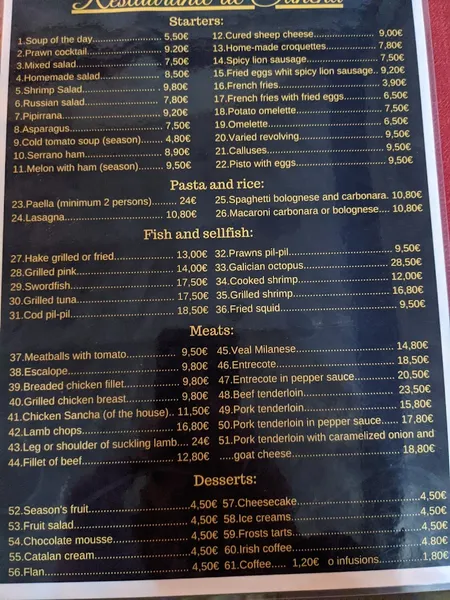 Restaurante de Sancha
Starters:
1.Soup of the day..................... 5,50€
2.Prawn cocktail....................... 9.20€
3.Mixed salad........................... 7,50€
4.Homemade salad................... 8,50€
5.Shrimp Salad........................ 9,80€
6.Russian salad........................ 7,80€
7.Pipirrana............................... 9,20€
8.Asparagus............................ 7,50€
9.Cold tomato soup (season)........ 4,80€
10.Serrano ham........................ 8,90€
11.Melon with ham (season)......... 9,50€
12.Cured sheep cheese............... 9,00€
13.Home-made croquettes........... 7,80€
14.Spicy lion sausage.................. 7,50€
15.Fried eggs whit spicy lion sausage.. 9,20€
16.French fries........................... 3,90€
17.French fries with fried eggs....... 6,50€
18.Potato omelette..................... 7,50€
19.Omelette............................... 6,50€
20.Varied revolving..................... 9,50€
21.Calluses................................ 9,50€
22.Pisto with eggs...................... 9,50€
Pasta and rice:
23.Paella (minimum 2 persons)........ 24€
24.Lasagna.............................. 10,80€
25.Spaghetti bolognese and carbonara. 10,80€
26.Macaroni carbonara or bolognese.... 10,80€
Fish and sellfish:
27.Hake grilled or fried................ 13,00€
28.Grilled pink........................... 14,00€
29.Swordfish............................. 17,50€
30.Grilled tuna........................... 17,50€
31.Cod pil-pil............................. 18,50€
32.Prawns pil-pil........................ 9,50€
33.Galician octopus.................... 28,50€
34.Cooked shrimp...................... 12,00€
35.Grilled shrimp....................... 16,80€
36.Fried squid........................... 9,50€
Meats:
37.Meatballs with tomato............. 9,50€
38.Escalope.............................. 9,80€
39.Breaded chicken fillet............. 9,80€
40.Grilled chicken breast............. 9,80€
41.Chicken Sancha (of the house).. 11,50€
42.Lamb chops......................... 16,80€
43.Leg or shoulder of suckling lamb.... 24€
44.Fillet of beef......................... 12,80€
45.Veal Milanese........................ 14,80€
46.Entrecote............................. 18,50€
47.Entrecote in pepper sauce....... 20,50€
48.Beef tenderloin..................... 23,50€
49.Pork tenderloin..................... 15,80€
50.Pork tenderloin in pepper sauce..... 17,80€
51.Pork tenderloin with caramelized onion and
....goat cheese......................... 18,80€
Desserts:
52.Season's fruit........................ 4,50€
53.Fruit salad............................ 4,50€
54.Chocolate mousse................. 4,50€
55.Catalan cream...................... 4,50€
56.Flan.................................... 4,50€
57.Cheesecake......................... 4,50€
58.Ice creams........................... 4,50€
59.Frosts tarts........................... 4,50€
60.Irish coffee........................... 4.80€
61.Coffee..... 1,20€ o infusions............. 1,80€